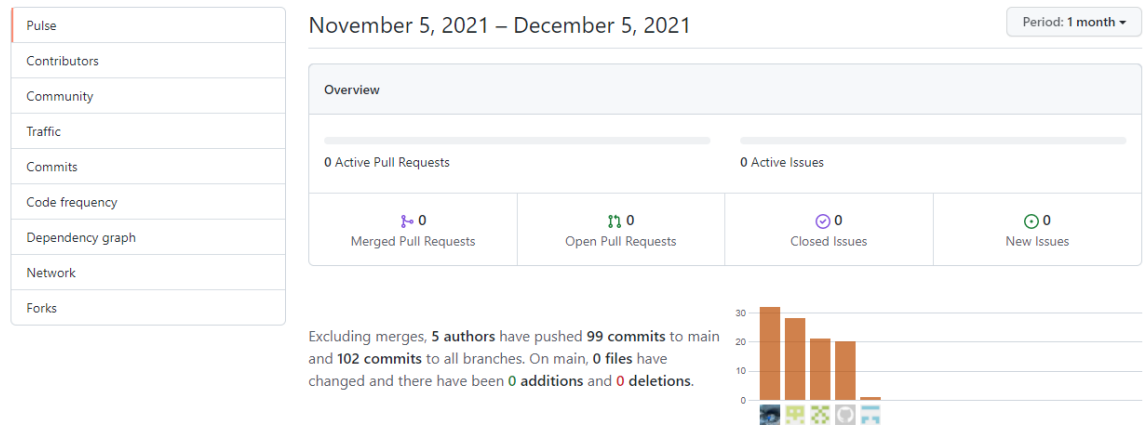 Pulse
Contributors
Community
Traffic
Commits
Code frequency
Dependency graph
Network
Forks
November 5, 2021 – December 5, 2021
Period: 1 month
Overview
0 Active Pull Requests
0 Active Issues
0
Merged Pull Requests
0
Open Pull Requests
0
Closed Issues
0
New Issues
Excluding merges, 5 authors have pushed 99 commits to main
and 102 commits to all branches. On main, 0 files have
changed and there have been 0 additions and 0 deletions.
30
20
10
0